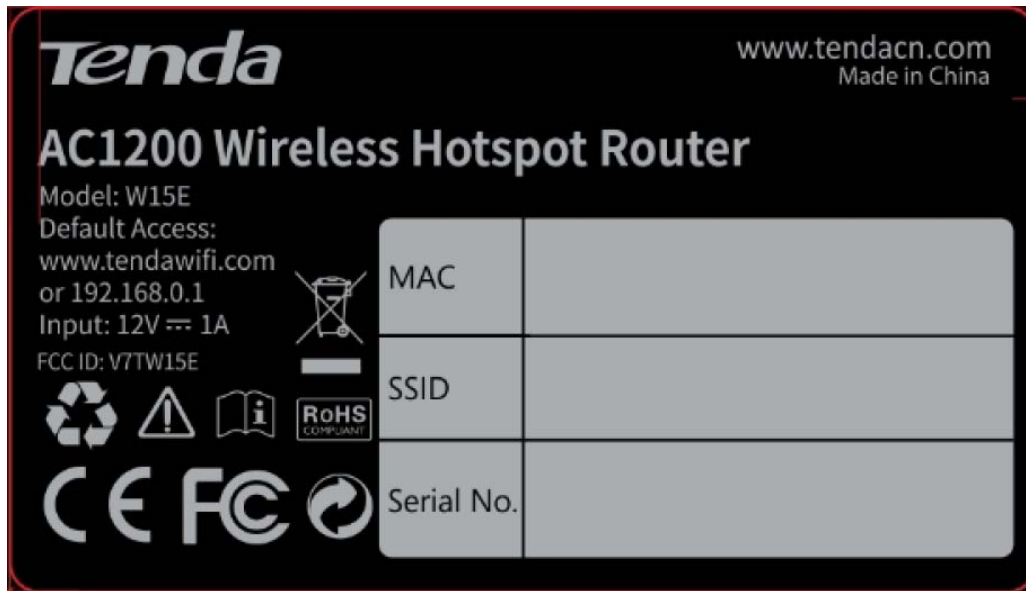 Tenda
www.tendacn.com
Made in China
AC1200 Wireless Hotspot Router
Model: W15E
Default Access:
www.tendawifi.com
or 192.168.0.1
Input: 12V ⎓ 1A
FCC ID: V7TW15E
RoHS
COMPLIANT
CE FC
MAC
SSID
Serial No.